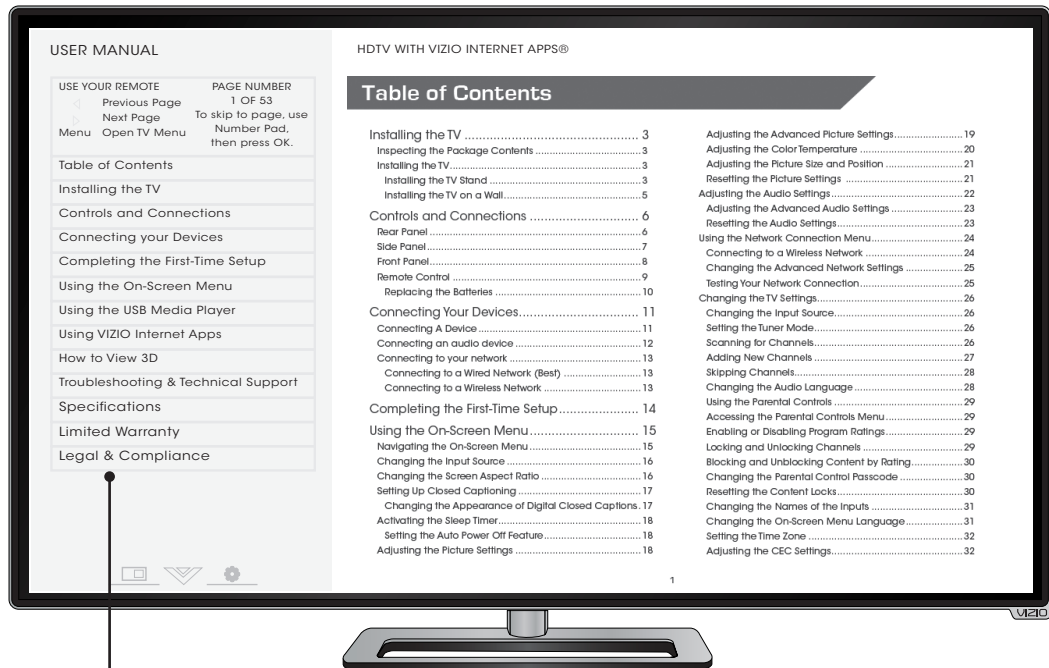 USER MANUAL
USE YOUR REMOTE
Previous Page
Next Page
Menu Open TV Menu
PAGE NUMBER
1 OF 53
To skip to page, use
Number Pad,
then press OK.
Table of Contents
Installing the TV
Controls and Connections
Connecting your Devices
Completing the First-Time Setup
Using the On-Screen Menu
Using the USB Media Player
Using VIZIO Internet Apps
How to View 3D
Troubleshooting & Technical Support
Specifications
Limited Warranty
Legal & Compliance
HDTV WITH VIZIO INTERNET APPS®
Table of Contents
Installing the TV ........ 3
Inspecting the Package Contents ........ 3
Installing the TV ........ 3
Installing the TV Stand ........ 3
Installing the TV on a Wall ........ 5
Controls and Connections ........ 6
Rear Panel ........ 6
Side Panel ........ 7
Front Panel ........ 8
Remote Control ........ 9
Replacing the Batteries ........ 10
Connecting Your Devices ........ 11
Connecting A Device ........ 11
Connecting an audio device ........ 12
Connecting to your network ........ 13
Connecting to a Wired Network (Best) ........ 13
Connecting to a Wireless Network ........ 13
Completing the First-Time Setup ........ 14
Using the On-Screen Menu ........ 15
Navigating the On-Screen Menu ........ 15
Changing the Input Source ........ 16
Changing the Screen Aspect Ratio ........ 16
Setting Up Closed Captioning ........ 17
Changing the Appearance of Digital Closed Captions . 17
Activating the Sleep Timer ........ 18
Setting the Auto Power Off Feature ........ 18
Adjusting the Picture Settings ........ 18
Adjusting the Advanced Picture Settings ........ 19
Adjusting the Color Temperature ........ 20
Adjusting the Picture Size and Position ........ 21
Resetting the Picture Settings ........ 21
Adjusting the Audio Settings ........ 22
Adjusting the Advanced Audio Settings ........ 23
Resetting the Audio Settings ........ 23
Using the Network Connection Menu ........ 24
Connecting to a Wireless Network ........ 24
Changing the Advanced Network Settings ........ 25
Testing Your Network Connection ........ 25
Changing the TV Settings ........ 26
Changing the Input Source ........ 26
Setting the Tuner Mode ........ 26
Scanning for Channels ........ 26
Adding New Channels ........ 27
Skipping Channels ........ 28
Changing the Audio Language ........ 28
Using the Parental Controls ........ 29
Accessing the Parental Controls Menu ........ 29
Enabling or Disabling Program Ratings ........ 29
Locking and Unlocking Channels ........ 29
Blocking and Unblocking Content by Rating ........ 30
Changing the Parental Control Passcode ........ 30
Resetting the Content Locks ........ 30
Changing the Names of the Inputs ........ 31
Changing the On-Screen Menu Language ........ 31
Setting the Time Zone ........ 32
Adjusting the CEC Settings ........ 32
1
VIZIO